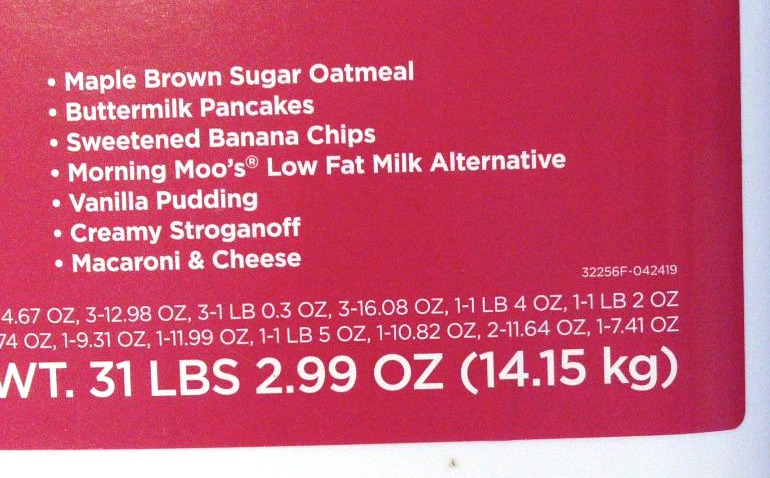 • Maple Brown Sugar Oatmeal
• Buttermilk Pancakes
• Sweetened Banana Chips
• Morning Moo's® Low Fat Milk Alternative
• Vanilla Pudding
• Creamy Stroganoff
• Macaroni & Cheese
32256F-042419
4.67 OZ, 3-12.98 OZ, 3-1 LB 0.3 OZ, 3-16.08 OZ, 1-1 LB 4 OZ, 1-1 LB 2 OZ
74 OZ, 1-9.31 OZ, 1-11.99 OZ, 1-1 LB 5 OZ, 1-10.82 OZ, 2-11.64 OZ, 1-7.41 OZ
WT. 31 LBS 2.99 OZ (14.15 kg)